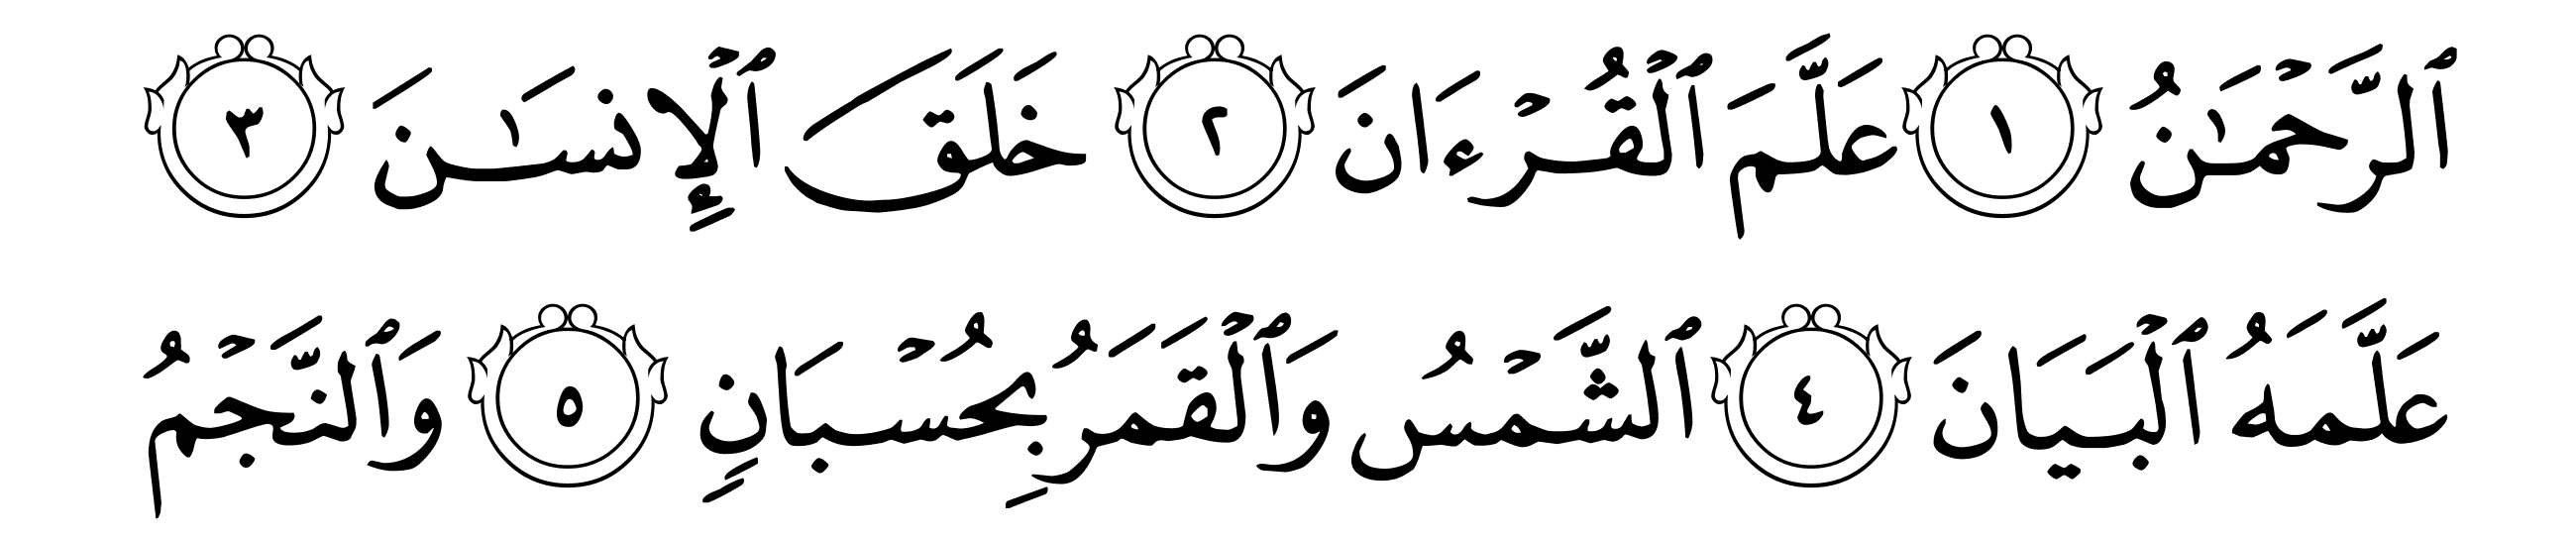 ٱلرَّحْمَـٰنُ ١ عَلَّمَ ٱلْقُرْءَانَ ٢ خَلَقَ ٱلْإِنسَـٰنَ ٣
عَلَّمَهُ ٱلْبَيَانَ ٤ ٱلشَّمْسُ وَٱلْقَمَرُ بِحُسْبَانٍ ٥ وَٱلنَّجْمُ